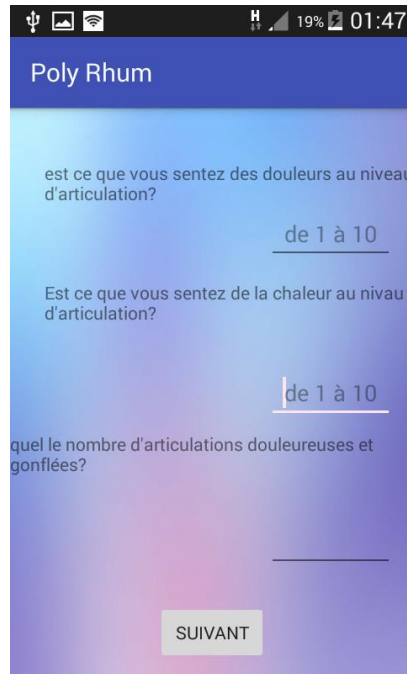 H 19% 01:47
Poly Rhum
est ce que vous sentez des douleurs au niveau
d'articulation?
de 1 à 10
Est ce que vous sentez de la chaleur au nivau
d'articulation?
de 1 à 10
quel le nombre d'articulations douleureuses et
gonflées?
SUIVANT